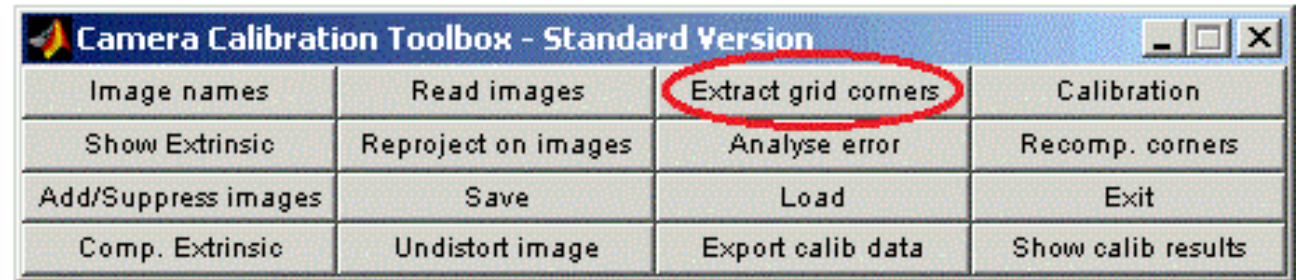 Camera Calibration Toolbox - Standard Version
Image names Read images Extract grid corners Calibration
Show Extrinsic Reproject on images Analyse error Recomp. corners
Add/Suppress images Save Load Exit
Comp. Extrinsic Undistort image Export calib data Show calib results